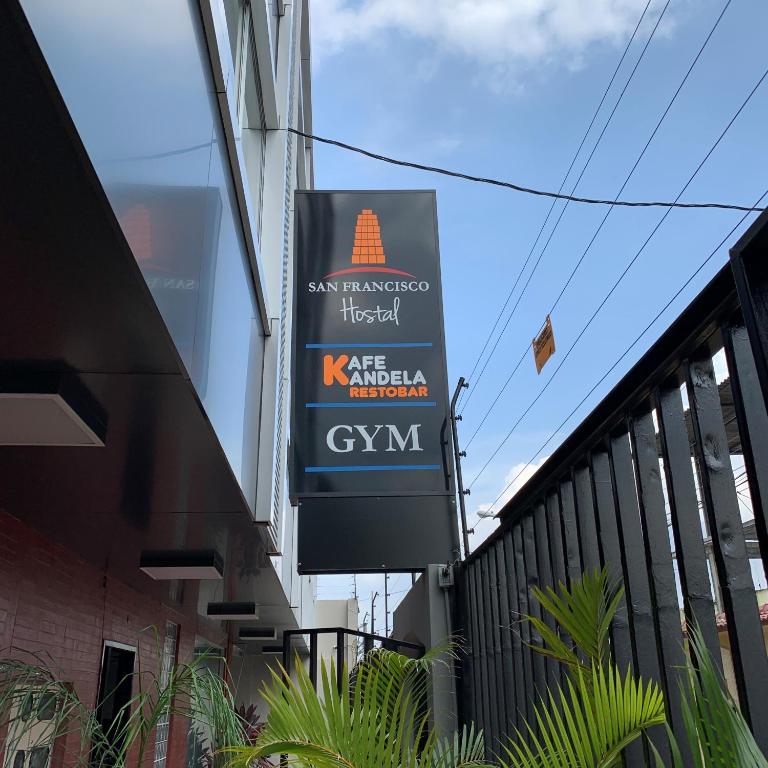 SAN FRANCISCO
Hostal
KAFE
KANDELA
RESTOBAR
GYM